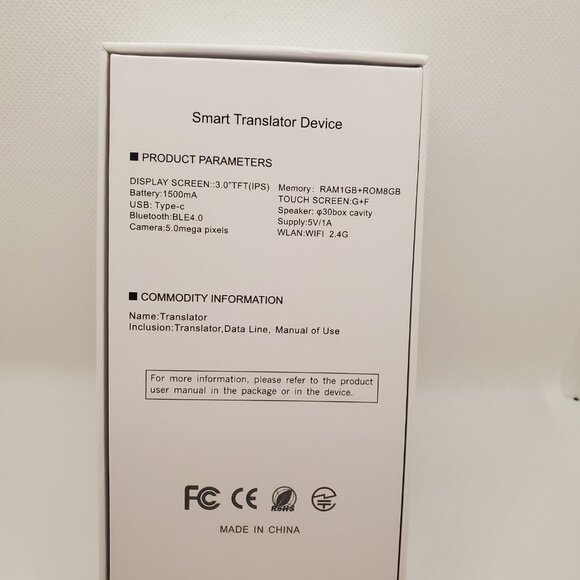 Smart Translator Device
■ PRODUCT PARAMETERS
DISPLAY SCREEN::3.0"TFT(IPS)
Battery:1500mA
USB: Type-c
Bluetooth:BLE4.0
Camera:5.0mega pixels
Memory: RAM1GB+ROM8GB
TOUCH SCREEN:G+F
Speaker: φ30box cavity
Supply:5V/1A
WLAN:WIFI 2.4G
■ COMMODITY INFORMATION
Name:Translator
Inclusion:Translator,Data Line, Manual of Use
For more information, please refer to the product
user manual in the package or in the device.
FC CE RoHS
MADE IN CHINA